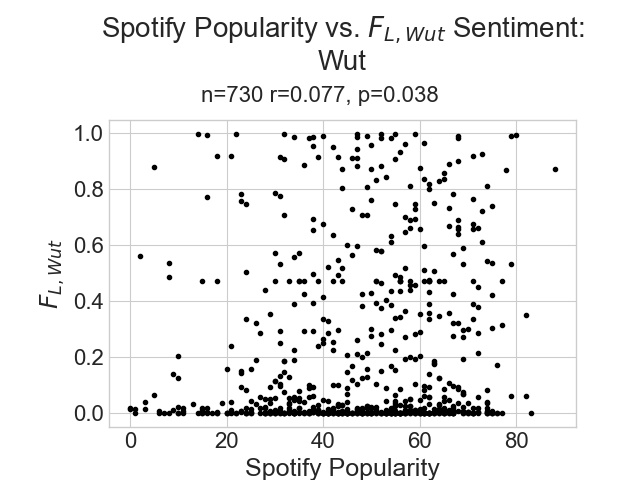 Spotify Popularity vs. F_{L, Wut} Sentiment:
Wut
n=730 r=0.077, p=0.038
1.0
0.8
0.6
0.4
0.2
0.0
F_{L, Wut}
0 20 40 60 80
Spotify Popularity